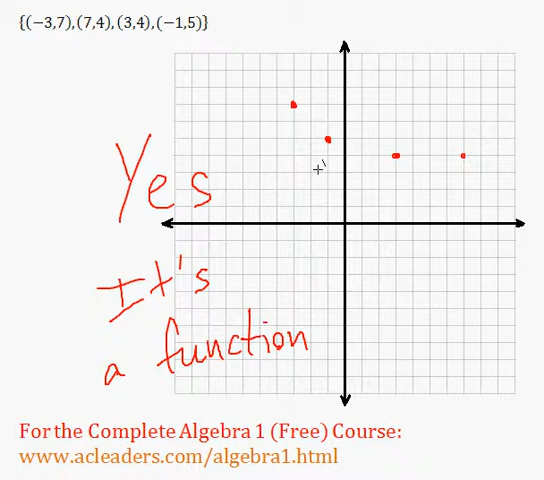 {(−3,7),(7,4),(3,4),(−1,5)}
Yes
It's
a function
For the Complete Algebra 1 (Free) Course:
www.acleaders.com/algebra1.html